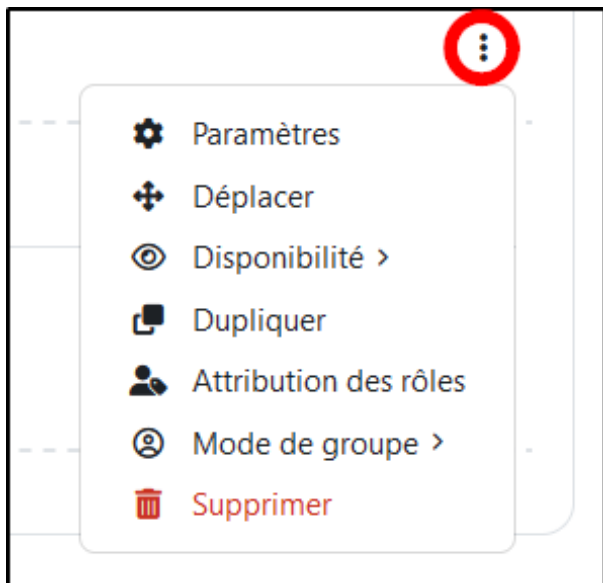 Paramètres
Déplacer
Disponibilité >
Dupliquer
Attribution des rôles
Mode de groupe >
Supprimer